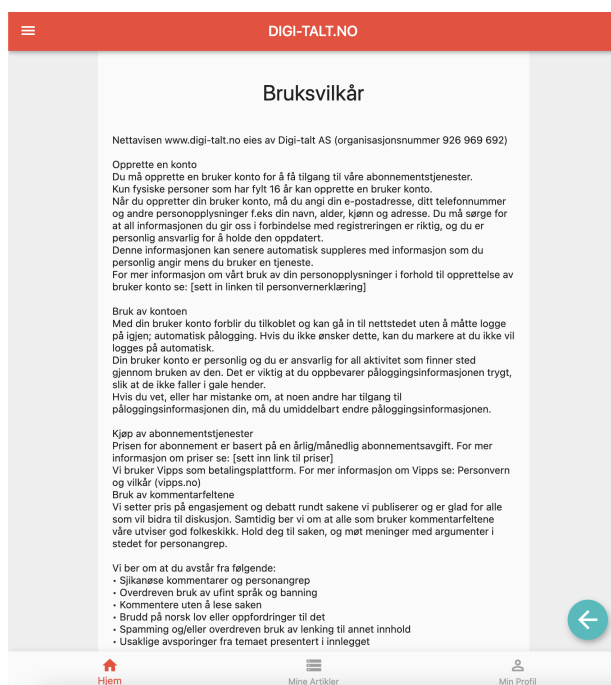 DIGI-TALT.NO
Bruksvilkår
Nettavisen www.digi-talt.no eies av Digi-talt AS (organisasjonsnummer 926 969 692)
Opprette en konto
Du må opprette en bruker konto for å få tilgang til våre abonnementstjenester.
Kun fysiske personer som har fylt 16 år kan opprette en bruker konto.
Når du oppretter din bruker konto, må du angi din e-postadresse, ditt telefonnummer
og andre personopplysninger f.eks din navn, alder, kjønn og adresse. Du må sørge for
at all informasjonen du gir oss i forbindelse med registreringen er riktig, og du er
personlig ansvarlig for å holde den oppdatert.
Denne informasjonen kan senere automatisk suppleres med informasjon som du
personlig angir mens du bruker en tjeneste.
For mer informasjon om vårt bruk av din personopplysninger i forhold til opprettelse av
bruker konto se: [sett in linken til personvernerklæring]
Bruk av kontoen
Med din bruker konto forblir du tilkoblet og kan gå in til nettstedet uten å måtte logge
på igjen; automatisk pålogging. Hvis du ikke ønsker dette, kan du markere at du ikke vil
logges på automatisk.
Din bruker konto er personlig og du er ansvarlig for all aktivitet som finner sted
gjennom bruken av den. Det er viktig at du oppbevarer påloggingsinformasjonen trygt,
slik at de ikke faller i gale hender.
Hvis du vet, eller har mistanke om, at noen andre har tilgang til
påloggingsinformasjonen din, må du umiddelbart endre påloggingsinformasjonen.
Kjøp av abonnementstjenester
Prisen for abonnement er basert på en årlig/månedlig abonnementsavgift. For mer
informasjon om priser se: [sett inn link til priser]
Vi bruker Vipps som betalingsplattform. For mer informasjon om Vipps se: Personvern
og vilkår (vipps.no)
Bruk av kommentarfeltene
Vi setter pris på engasjement og debatt rundt sakene vi publiserer og er glad for alle
som vil bidra til diskusjon. Samtidig ber vi om at alle som bruker kommentarfeltene
våre utviser god folkeskikk. Hold deg til saken, og møt meninger med argumenter i
stedet for personangrep.
Vi ber om at du avstår fra følgende:
• Sjikanøse kommentarer og personangrep
• Overdreven bruk av ufint språk og banning
• Kommentere uten å lese saken
• Brudd på norsk lov eller oppfordringer til det
• Spamming og/eller overdreven bruk av lenking til annet innhold
• Usaklige avsporinger fra temaet presentert i innlegget
Hjem
Mine Artikler
Min Profil